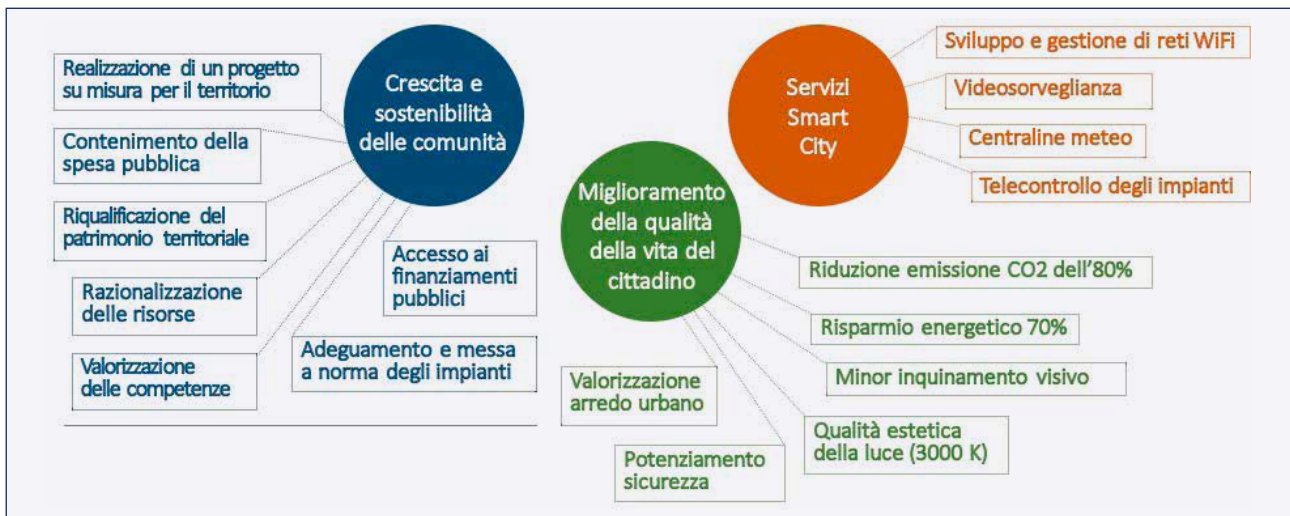 Crescita e
sostenibilità
delle comunità
Realizzazione di un progetto
su misura per il territorio
Contenimento della
spesa pubblica
Riqualificazione del
patrimonio territoriale
Razionalizzazione
delle risorse
Valorizzazione
delle competenze
Accesso ai
finanziamenti
pubblici
Adeguamento e messa
a norma degli impianti
Miglioramento
della qualità
della vita del
cittadino
Riduzione emissione CO2 dell'80%
Risparmio energetico 70%
Minor inquinamento visivo
Qualità estetica
della luce (3000 K)
Valorizzazione
arredo urbano
Potenziamento
sicurezza
Servizi
Smart
City
Sviluppo e gestione di reti WiFi
Videosorveglianza
Centraline meteo
Telecontrollo degli impianti